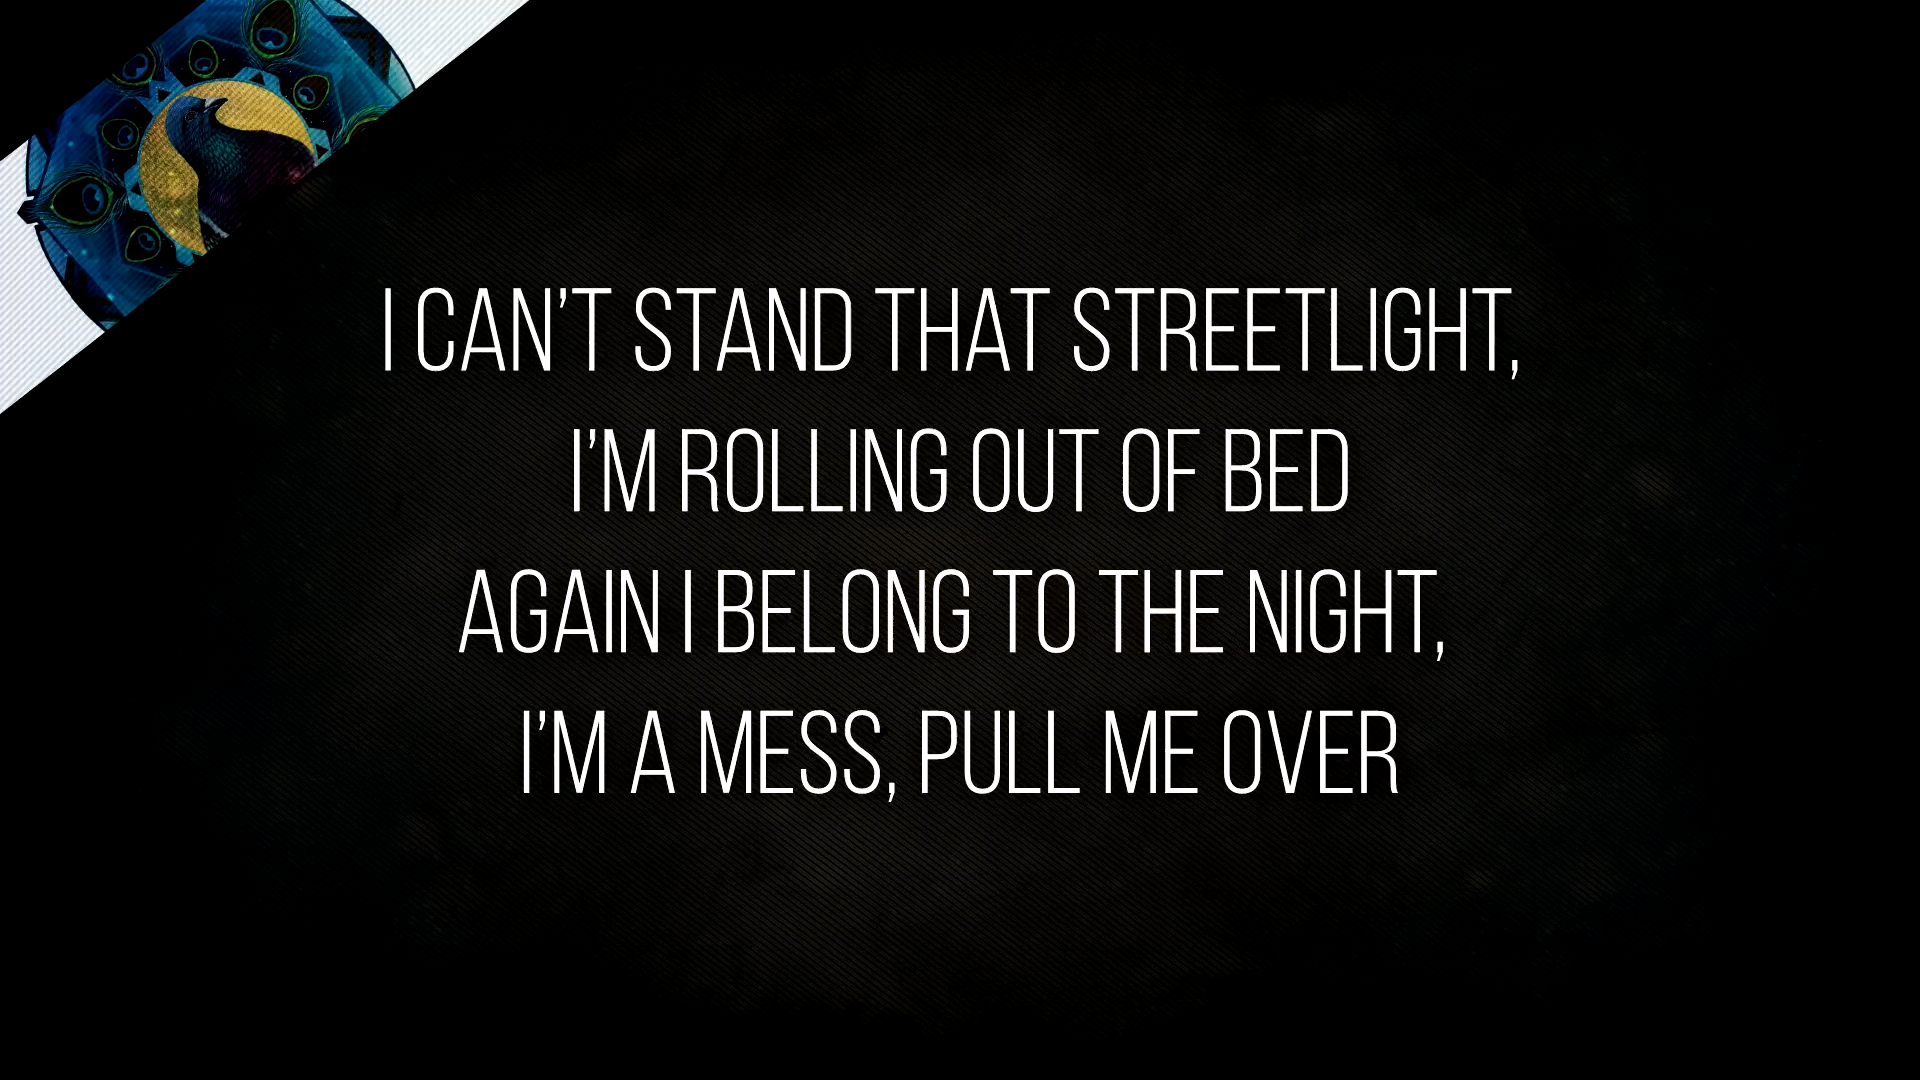 I CAN’T STAND THAT STREETLIGHT,
I’M ROLLING OUT OF BED
AGAIN I BELONG TO THE NIGHT,
I’M A MESS, PULL ME OVER